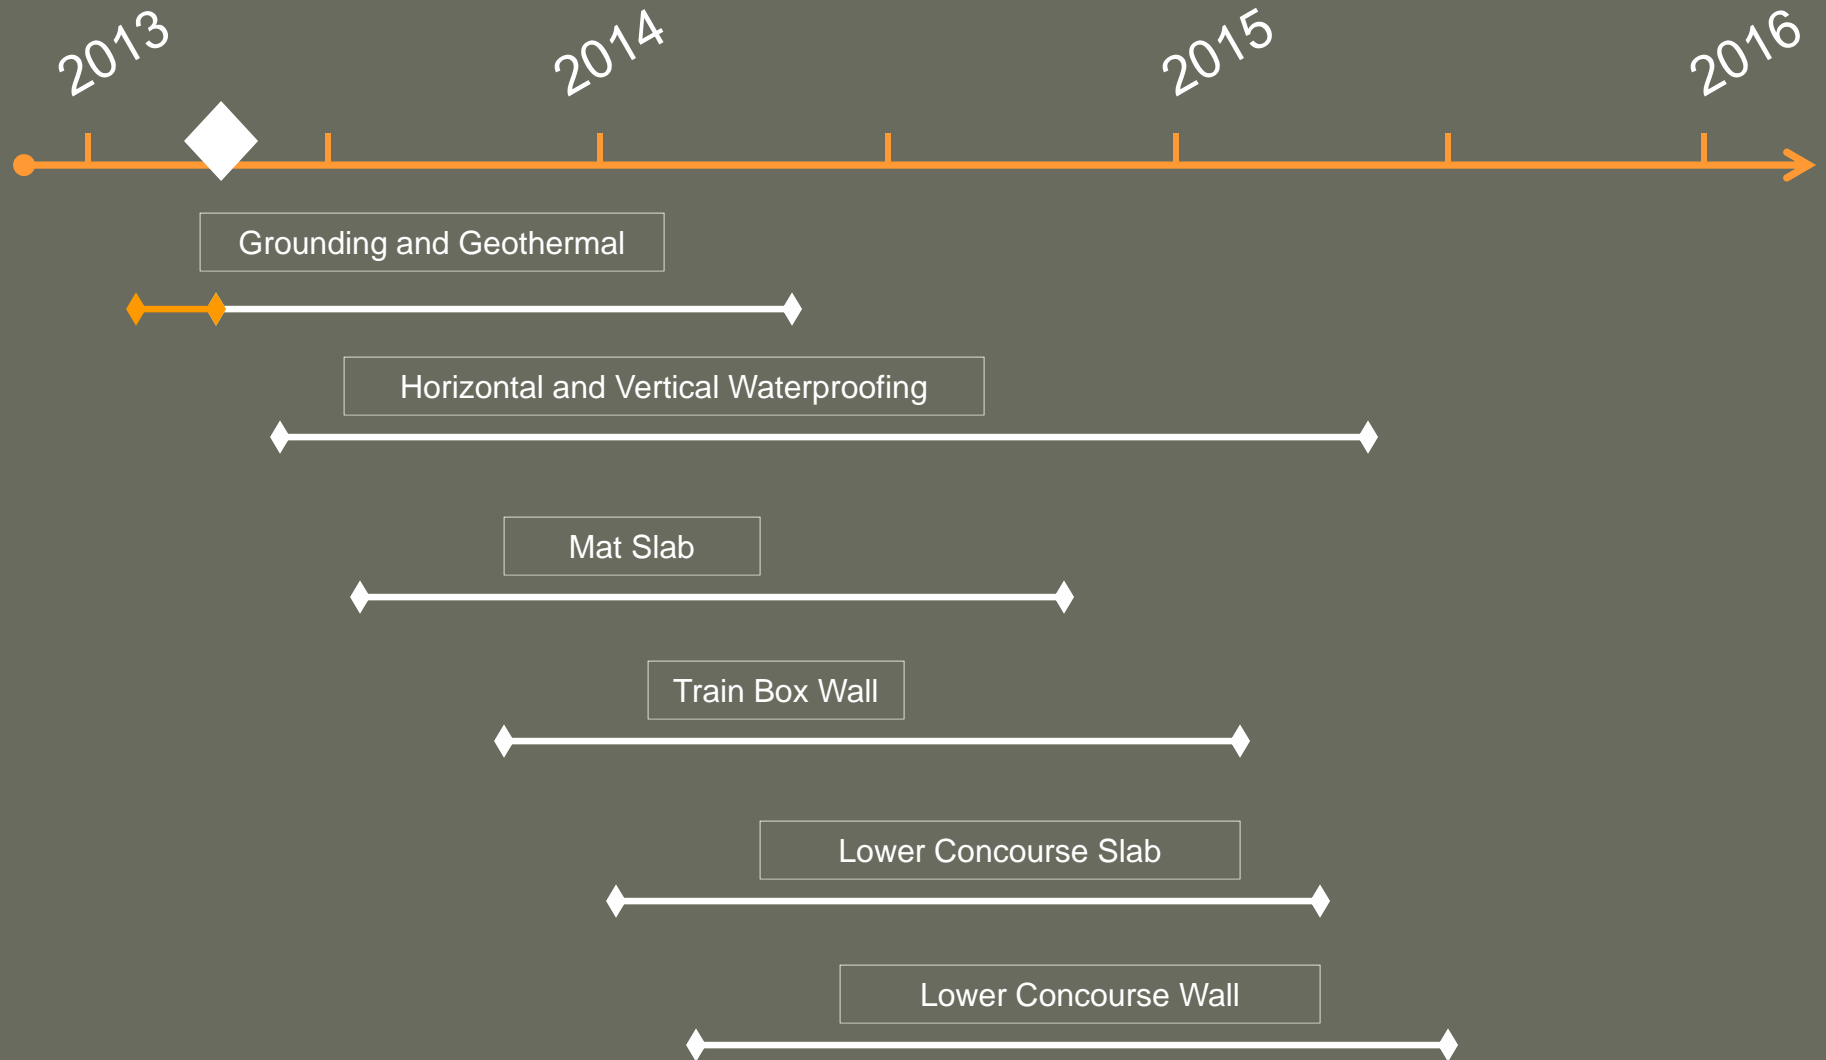 2013
2014
2015
2016
Grounding and Geothermal
Horizontal and Vertical Waterproofing
Mat Slab
Train Box Wall
Lower Concourse Slab
Lower Concourse Wall